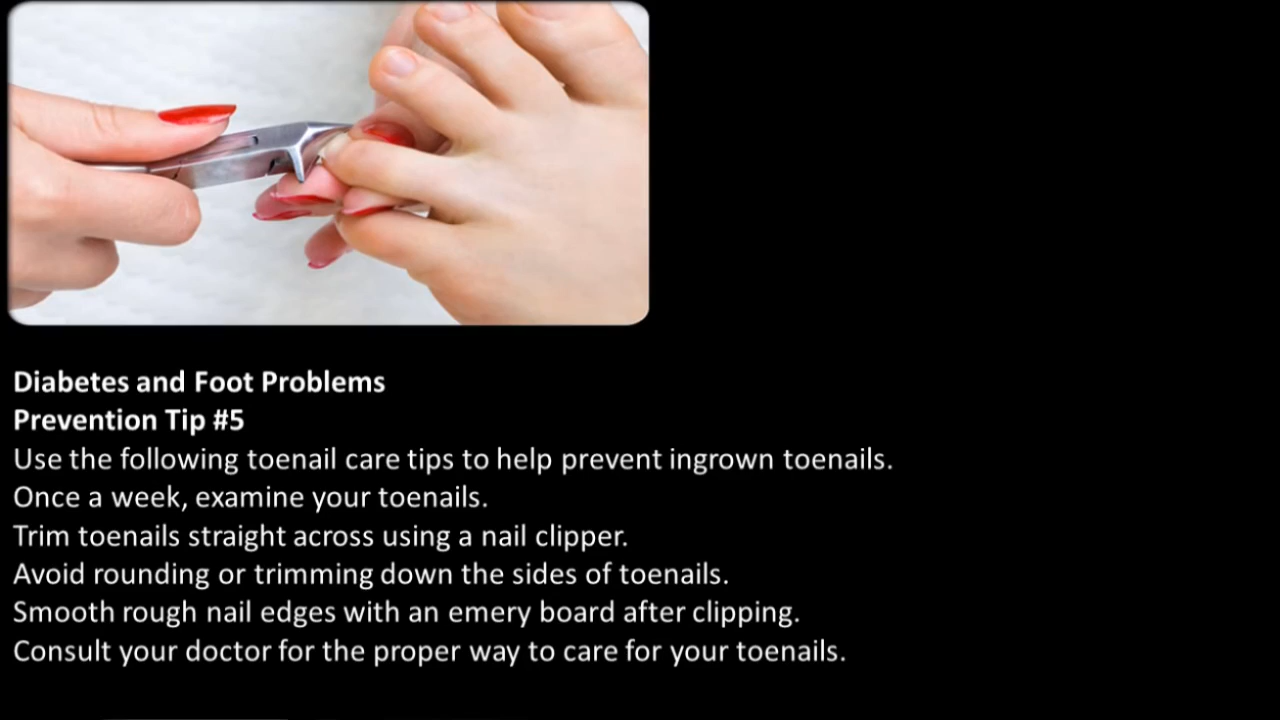 Diabetes and Foot Problems
Prevention Tip #5
Use the following toenail care tips to help prevent ingrown toenails.
Once a week, examine your toenails.
Trim toenails straight across using a nail clipper.
Avoid rounding or trimming down the sides of toenails.
Smooth rough nail edges with an emery board after clipping.
Consult your doctor for the proper way to care for your toenails.